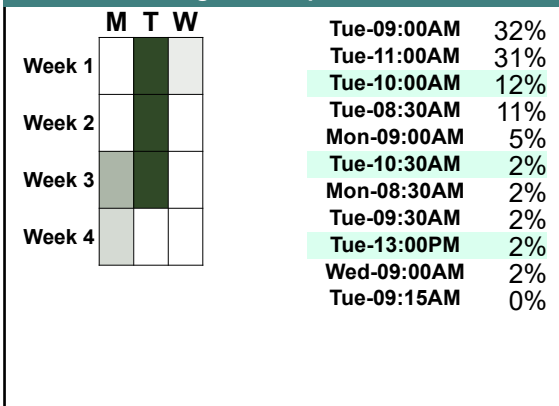 M T W
Week 1
Week 2
Week 3
Week 4
Tue-09:00AM 32%
Tue-11:00AM 31%
Tue-10:00AM 12%
Tue-08:30AM 11%
Mon-09:00AM 5%
Tue-10:30AM 2%
Mon-08:30AM 2%
Tue-09:30AM 2%
Tue-13:00PM 2%
Wed-09:00AM 2%
Tue-09:15AM 0%